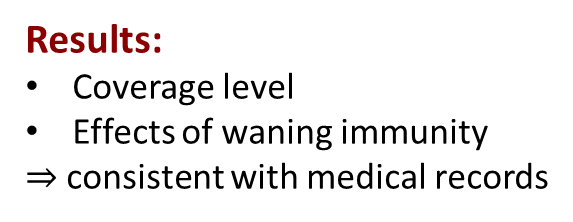 Results:
• Coverage level
• Effects of waning immunity
⇒ consistent with medical records